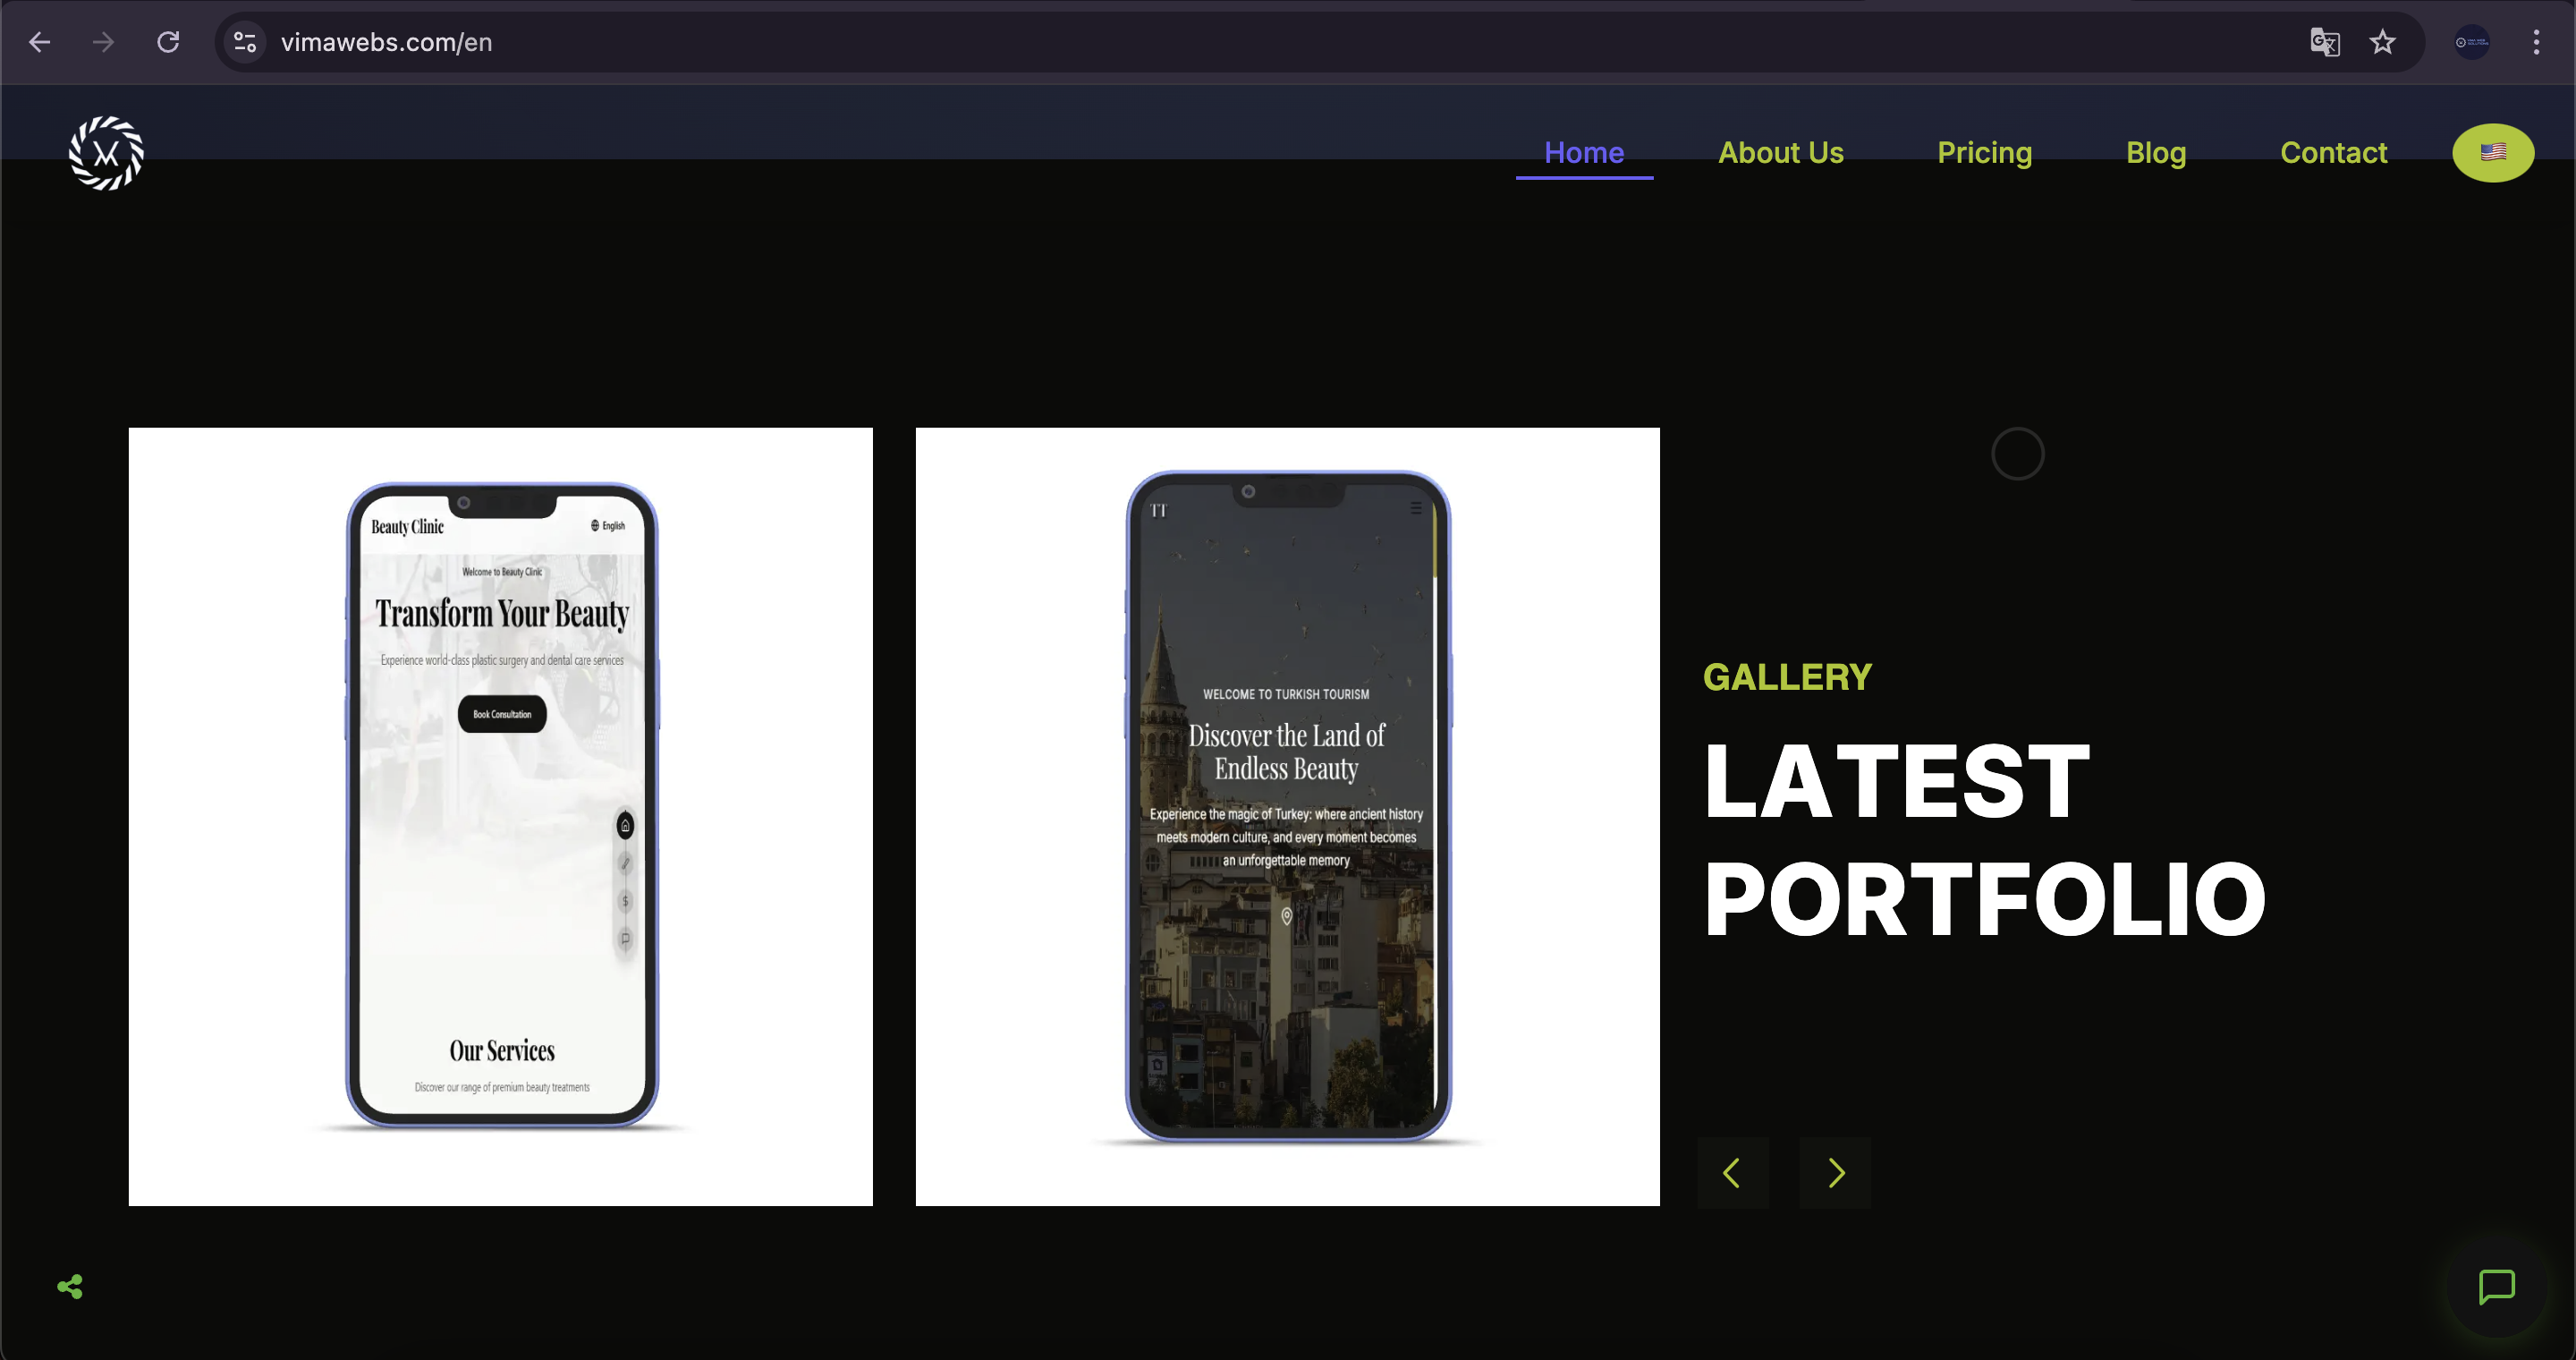 vimawebs.com/en
Home
About Us
Pricing
Blog
Contact
Beauty Clinic
English
Welcome to Beauty Clinic
Transform Your Beauty
Experience world-class plastic surgery and dental care services
Book Consultation
Our Services
Discover our range of premium beauty treatments
TT
WELCOME TO TURKISH TOURISM
Discover the Land of
Endless Beauty
Experience the magic of Turkey: where ancient history
meets modern culture, and every moment becomes
an unforgettable memory
GALLERY
LATEST
PORTFOLIO